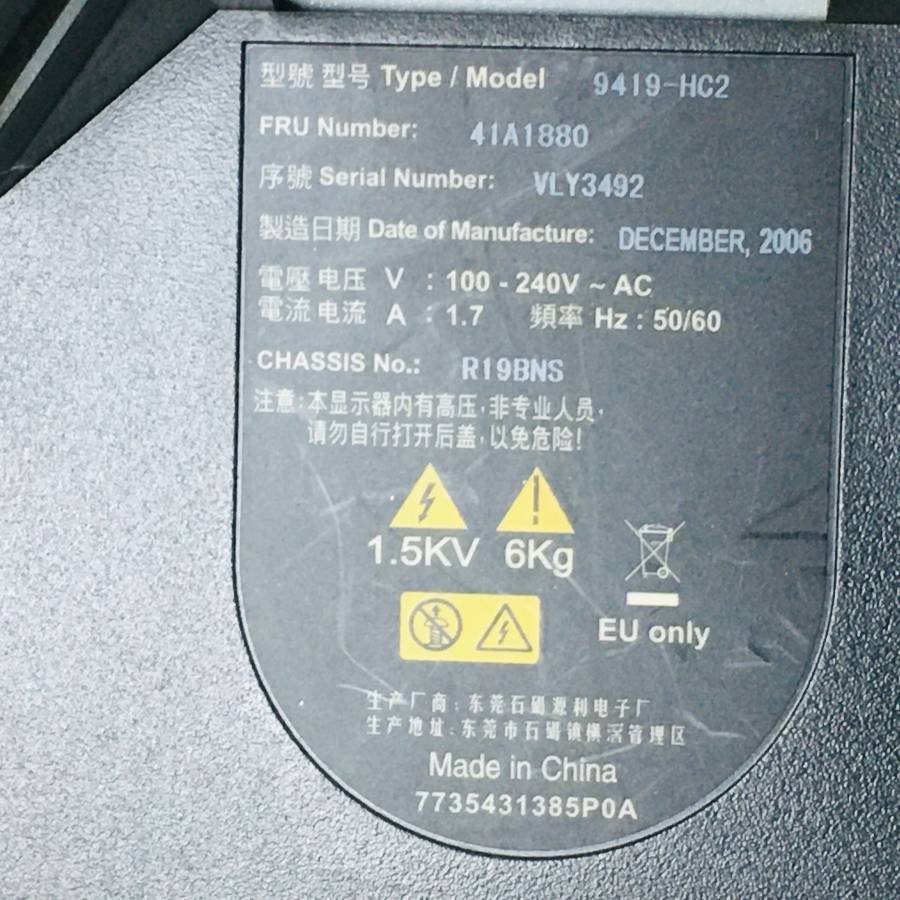 型號 型号 Type / Model 9419-HC2
FRU Number: 41A1880
序號 Serial Number: VLY3492
製造日期 Date of Manufacture: DECEMBER, 2006
電壓 电压 V : 100 - 240V ~ AC
電流 电流 A : 1.7 頻率 Hz : 50/60
CHASSIS No.: R19BNS
注意:本显示器内有高压,非专业人员,
请勿自行打开后盖,以免危险!
1.5KV 6Kg
EU only
生产厂商: 东莞石碣源利电子厂
生产地址: 东莞市石碣镇横滘管理区
Made in China
7735431385P0A